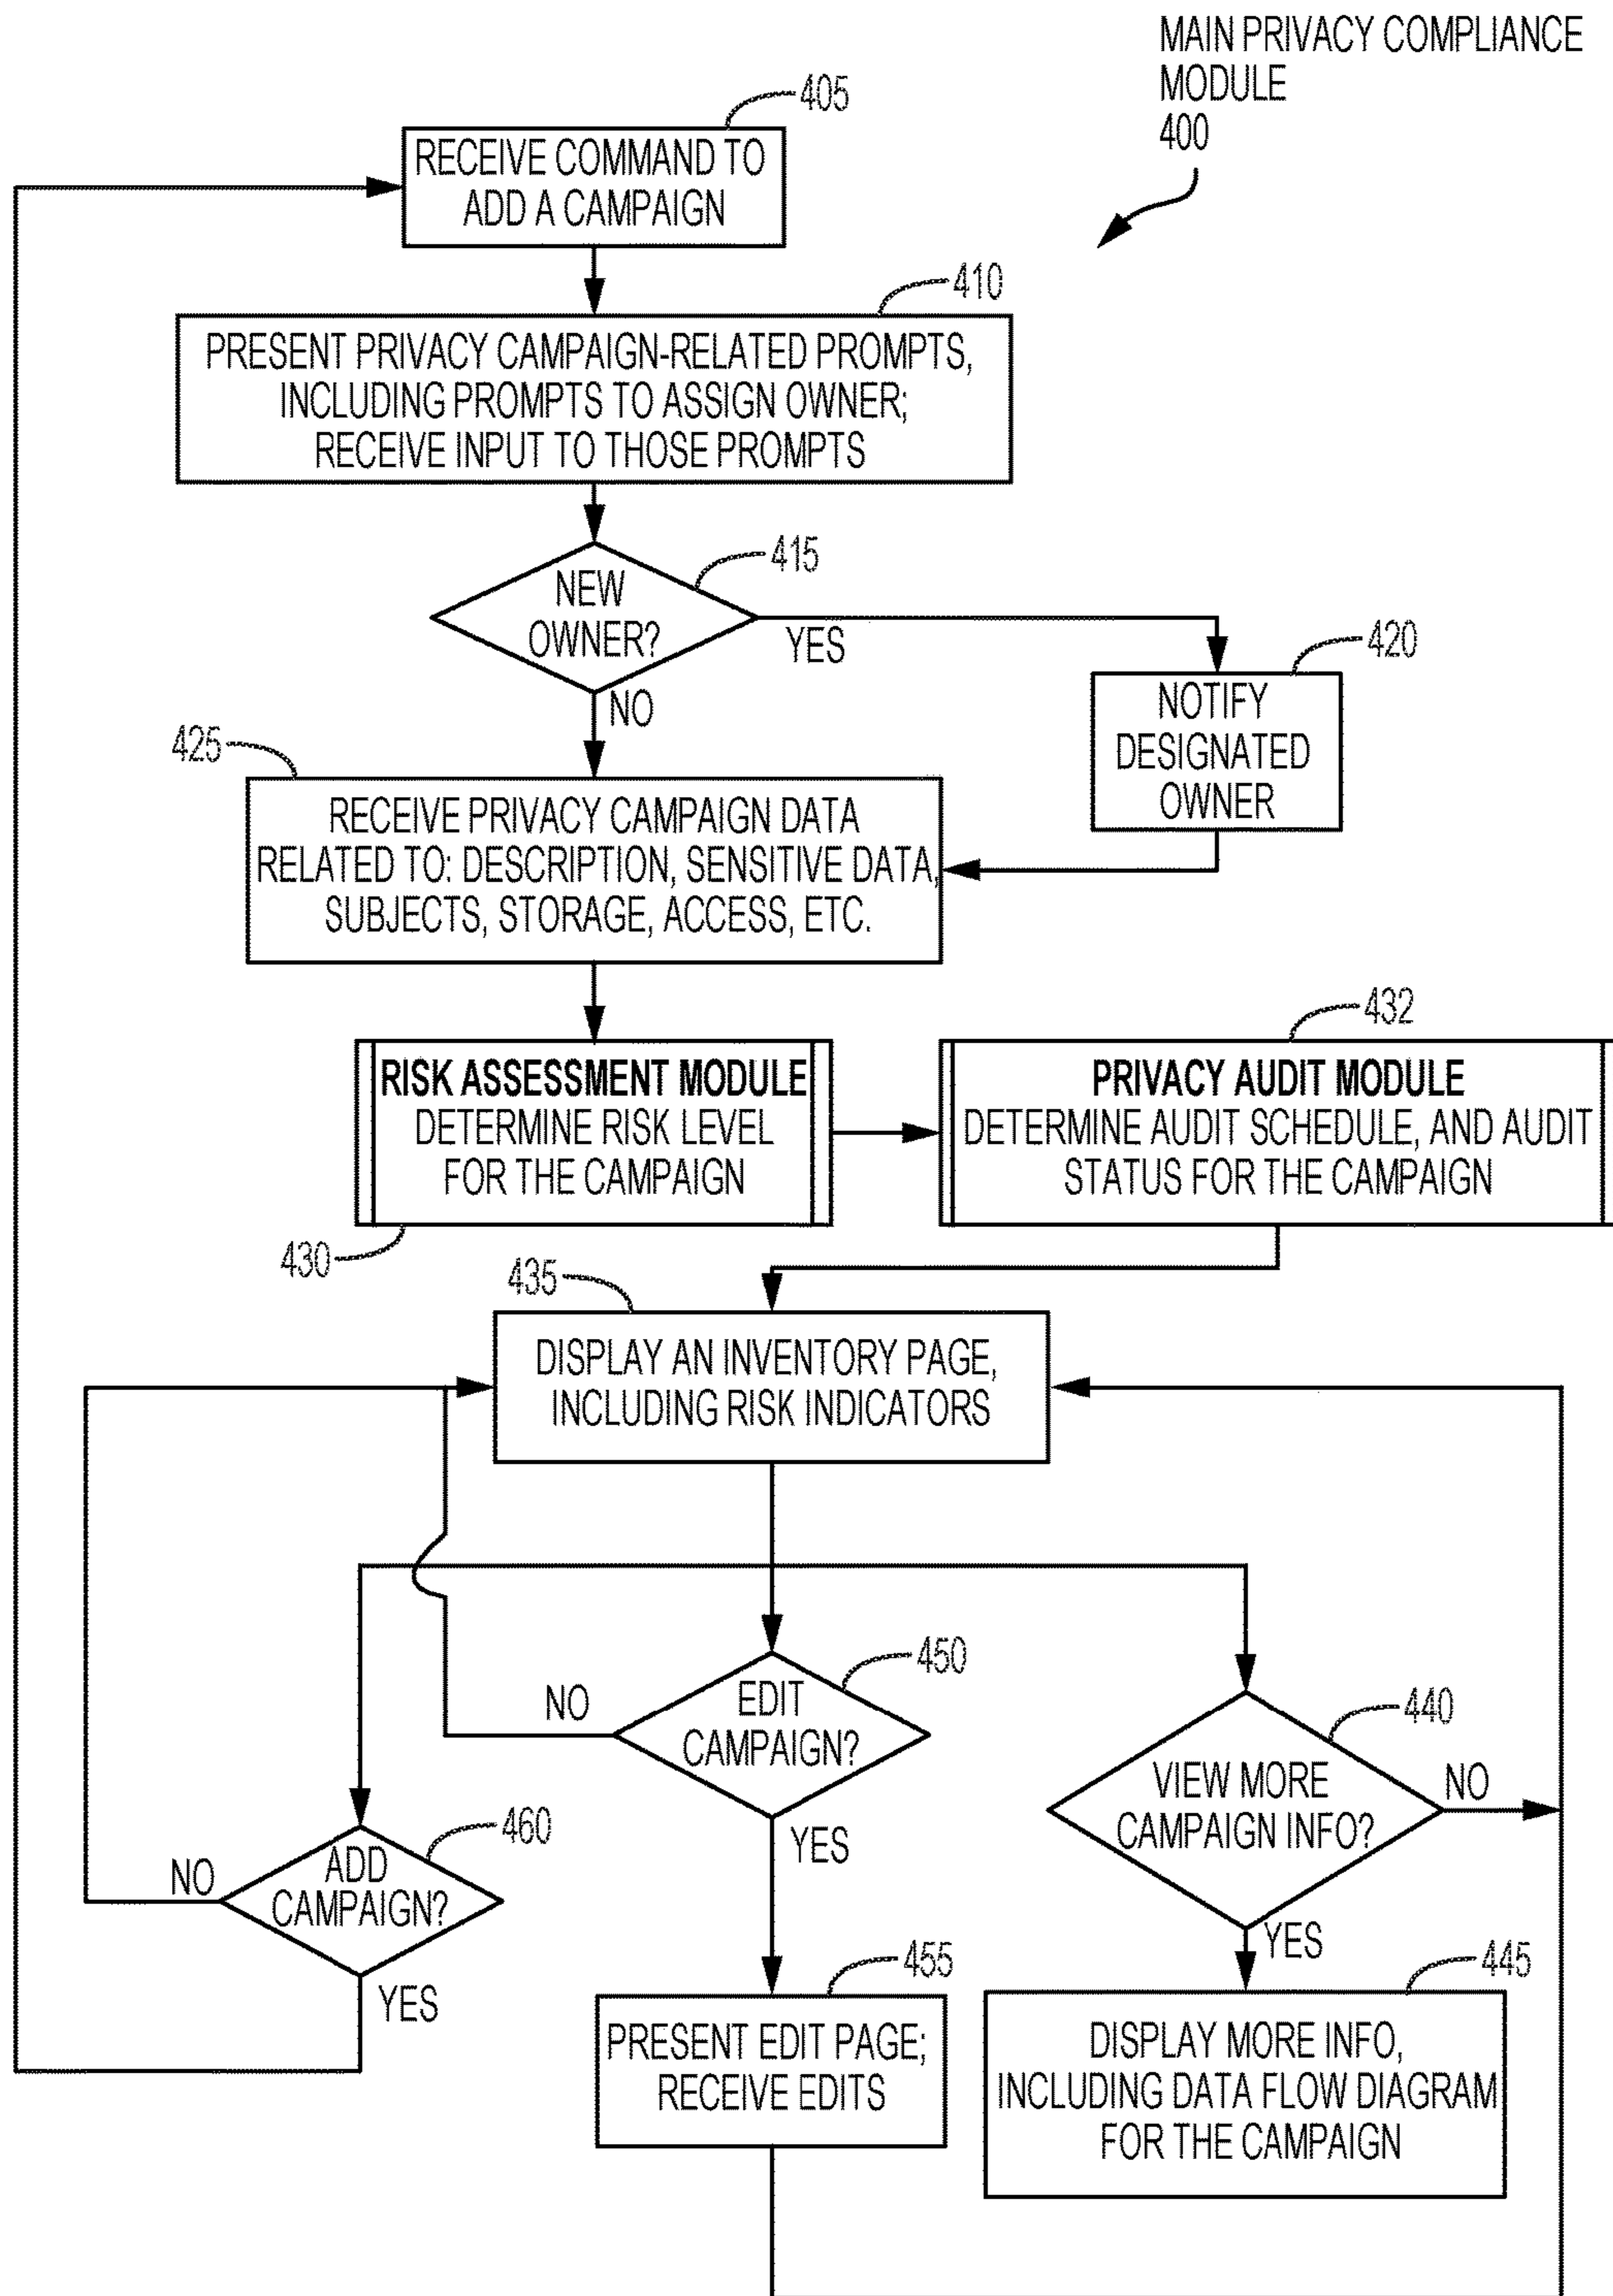 MAIN PRIVACY COMPLIANCE
MODULE
400
405
RECEIVE COMMAND TO
ADD A CAMPAIGN
410
PRESENT PRIVACY CAMPAIGN-RELATED PROMPTS,
INCLUDING PROMPTS TO ASSIGN OWNER;
RECEIVE INPUT TO THOSE PROMPTS
415
NEW
OWNER?
YES
NO
420
NOTIFY
DESIGNATED
OWNER
425
RECEIVE PRIVACY CAMPAIGN DATA
RELATED TO: DESCRIPTION, SENSITIVE DATA,
SUBJECTS, STORAGE, ACCESS, ETC.
RISK ASSESSMENT MODULE
DETERMINE RISK LEVEL
FOR THE CAMPAIGN
430
432
PRIVACY AUDIT MODULE
DETERMINE AUDIT SCHEDULE, AND AUDIT
STATUS FOR THE CAMPAIGN
435
DISPLAY AN INVENTORY PAGE,
INCLUDING RISK INDICATORS
450
EDIT
CAMPAIGN?
NO
YES
440
VIEW MORE
CAMPAIGN INFO?
NO
YES
460
ADD
CAMPAIGN?
NO
YES
455
PRESENT EDIT PAGE;
RECEIVE EDITS
445
DISPLAY MORE INFO,
INCLUDING DATA FLOW DIAGRAM
FOR THE CAMPAIGN